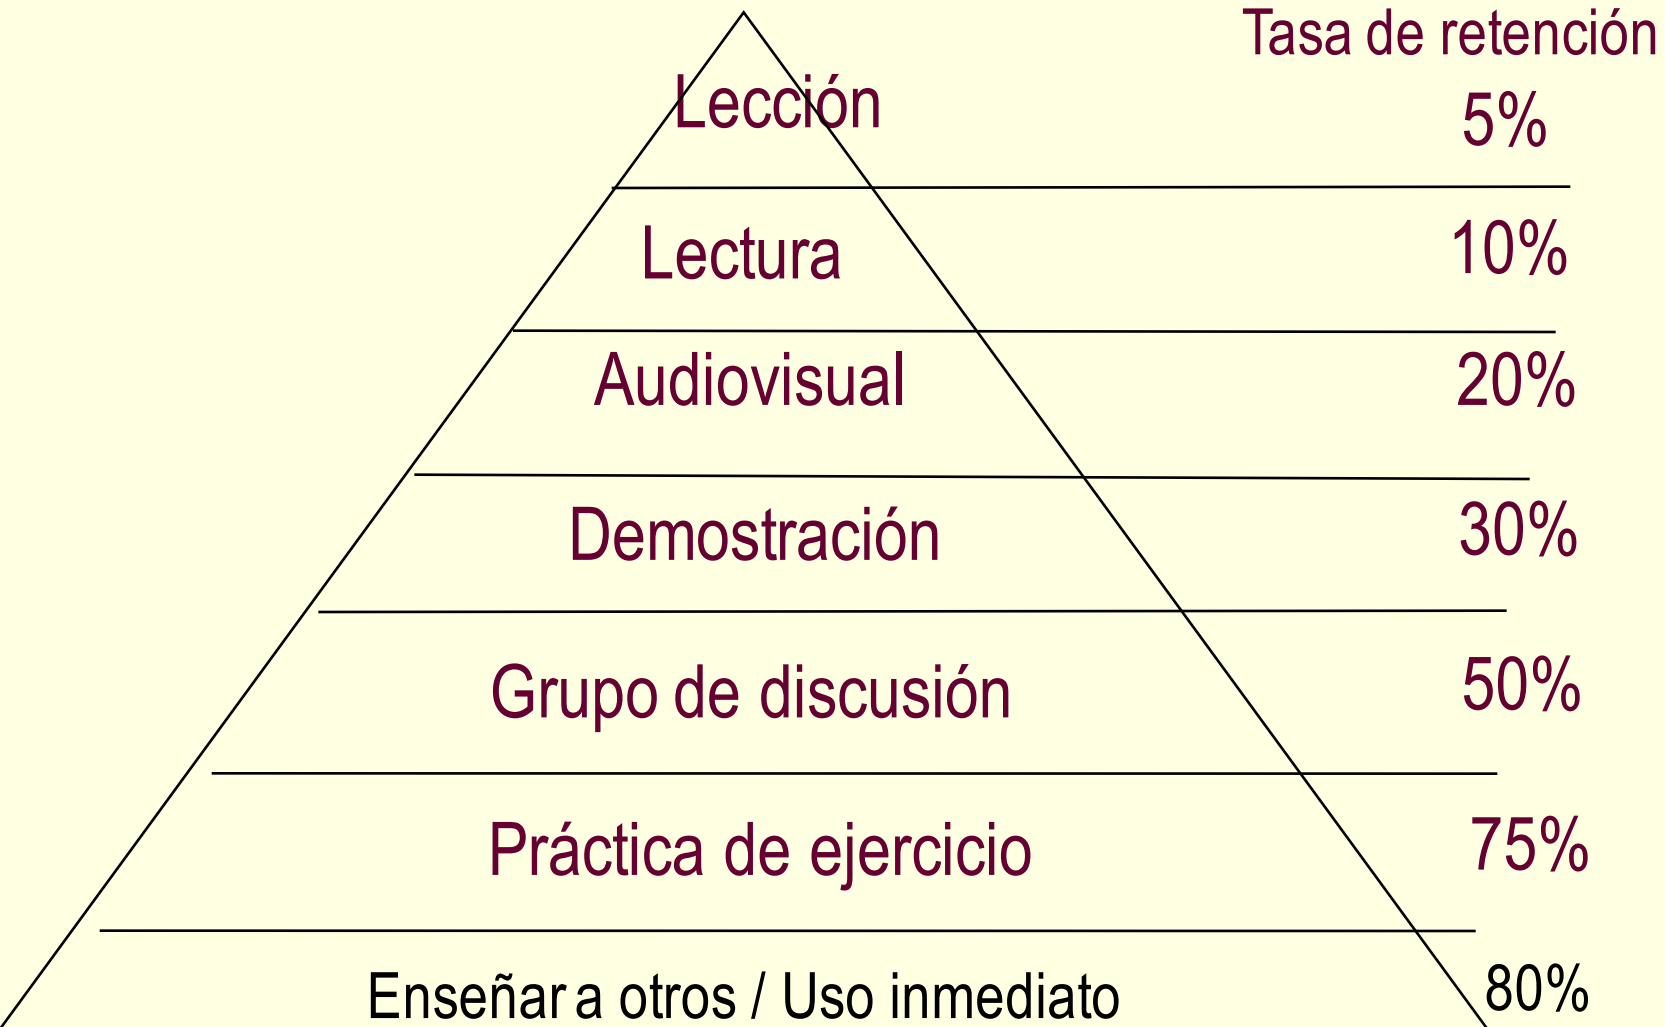 Tasa de retención
Lección 5%
Lectura 10%
Audiovisual 20%
Demostración 30%
Grupo de discusión 50%
Práctica de ejercicio 75%
Enseñar a otros / Uso inmediato 80%